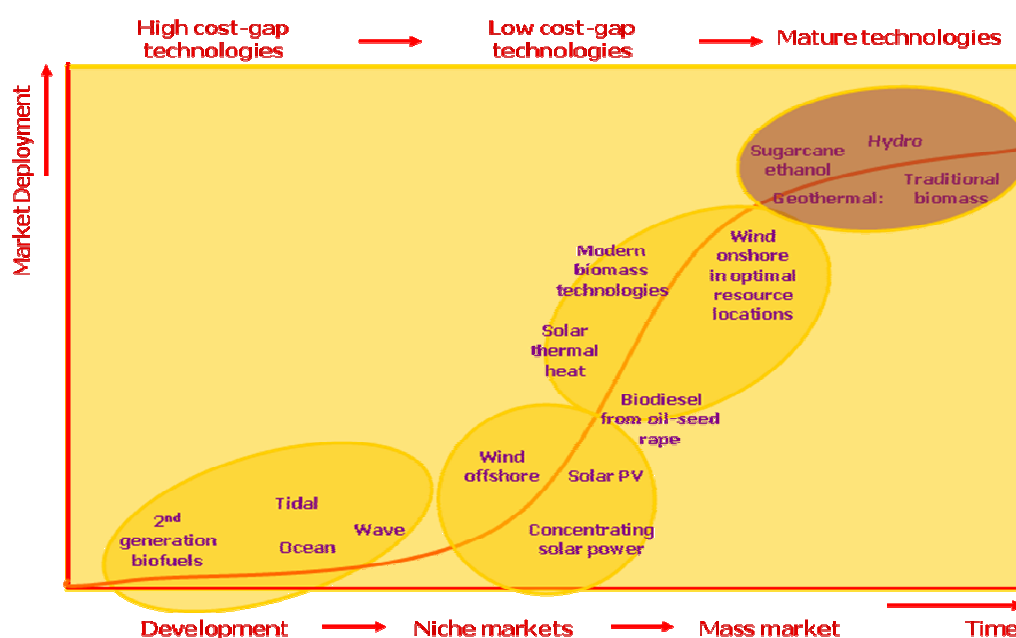 High cost-gap
technologies
Low cost-gap
technologies
Mature technologies
Market Deployment
Sugarcane
ethanol
Hydro
Geothermal:
Traditional
biomass
Modern
biomass
technologies
Wind
onshore
in optimal
resource
locations
Solar
thermal
heat
Biodiesel
from oil-seed
rape
Wind
offshore
Solar PV
Concentrating
solar power
Tidal
Wave
Ocean
2nd
generation
biofuels
Development
Niche markets
Mass market
Time